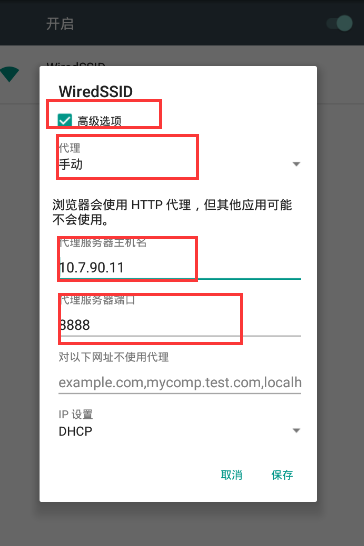 开启
WiredSSID
WiredSSID
高级选项
代理
手动
浏览器会使用 HTTP 代理，但其他应用可能
不会使用。
代理服务器主机名
10.7.90.11
代理服务器端口
8888
对以下网址不使用代理
example.com,mycomp.test.com,localh
IP 设置
DHCP
取消
保存